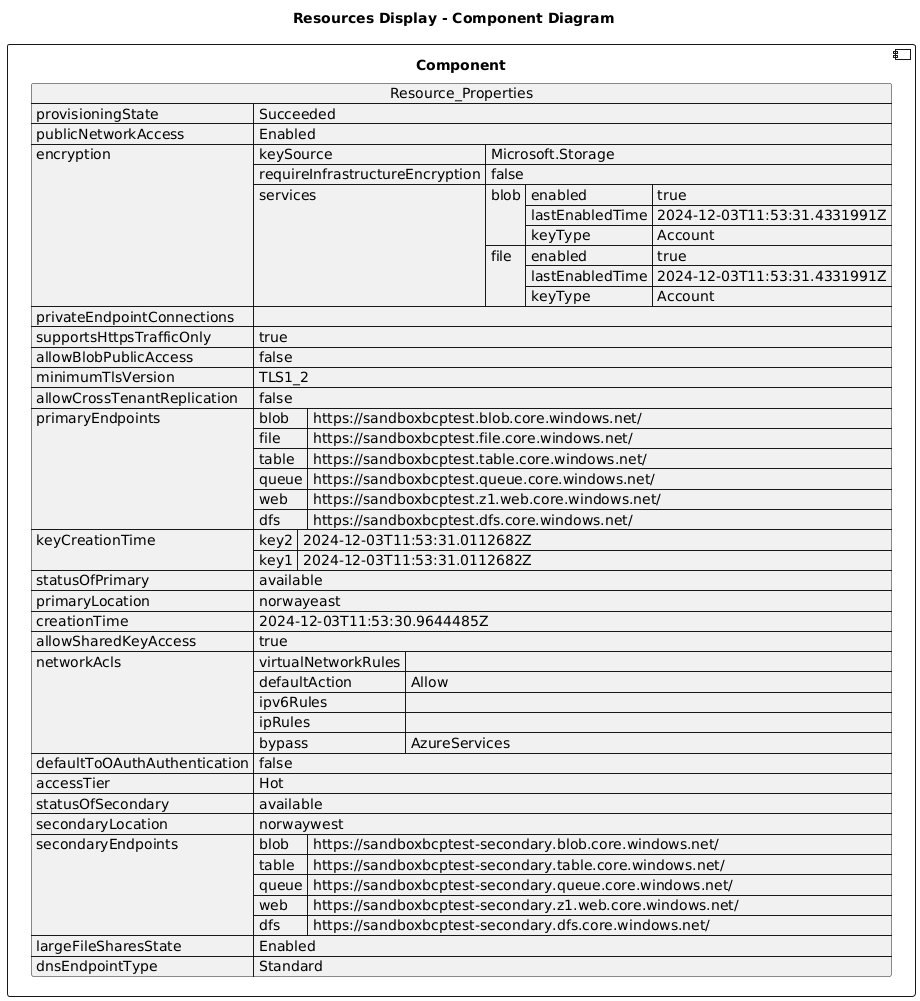 Resources Display - Component Diagram
Component
Resource_Properties
provisioningState Succeeded
publicNetworkAccess Enabled
encryption keySource Microsoft.Storage
requireInfrastructureEncryption false
services blob enabled true
lastEnabledTime 2024-12-03T11:53:31.4331991Z
keyType Account
file enabled true
lastEnabledTime 2024-12-03T11:53:31.4331991Z
keyType Account
privateEndpointConnections
supportsHttpsTrafficOnly true
allowBlobPublicAccess false
minimumTlsVersion TLS1_2
allowCrossTenantReplication false
primaryEndpoints blob https://sandboxbcptest.blob.core.windows.net/
file https://sandboxbcptest.file.core.windows.net/
table https://sandboxbcptest.table.core.windows.net/
queue https://sandboxbcptest.queue.core.windows.net/
web https://sandboxbcptest.z1.web.core.windows.net/
dfs https://sandboxbcptest.dfs.core.windows.net/
keyCreationTime key2 2024-12-03T11:53:31.0112682Z
key1 2024-12-03T11:53:31.0112682Z
statusOfPrimary available
primaryLocation norwayeast
creationTime 2024-12-03T11:53:30.9644485Z
allowSharedKeyAccess true
networkAcls virtualNetworkRules
defaultAction Allow
ipv6Rules
ipRules
bypass AzureServices
defaultToOAuthAuthentication false
accessTier Hot
statusOfSecondary available
secondaryLocation norwaywest
secondaryEndpoints blob https://sandboxbcptest-secondary.blob.core.windows.net/
table https://sandboxbcptest-secondary.table.core.windows.net/
queue https://sandboxbcptest-secondary.queue.core.windows.net/
web https://sandboxbcptest-secondary.z1.web.core.windows.net/
dfs https://sandboxbcptest-secondary.dfs.core.windows.net/
largeFileSharesState Enabled
dnsEndpointType Standard